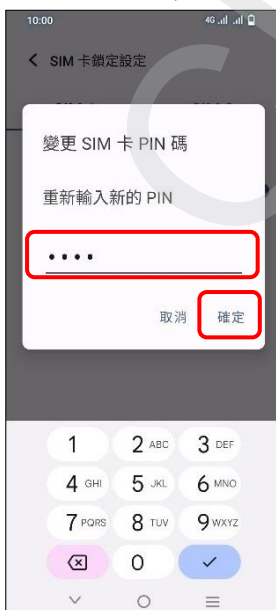 10:00 4G
SIM 卡鎖定設定
變更 SIM 卡 PIN 碼
重新輸入新的 PIN
••••
取消 確定
1 2 ABC 3 DEF
4 GHI 5 JKL 6 MNO
7 PQRS 8 TUV 9 WXYZ
0